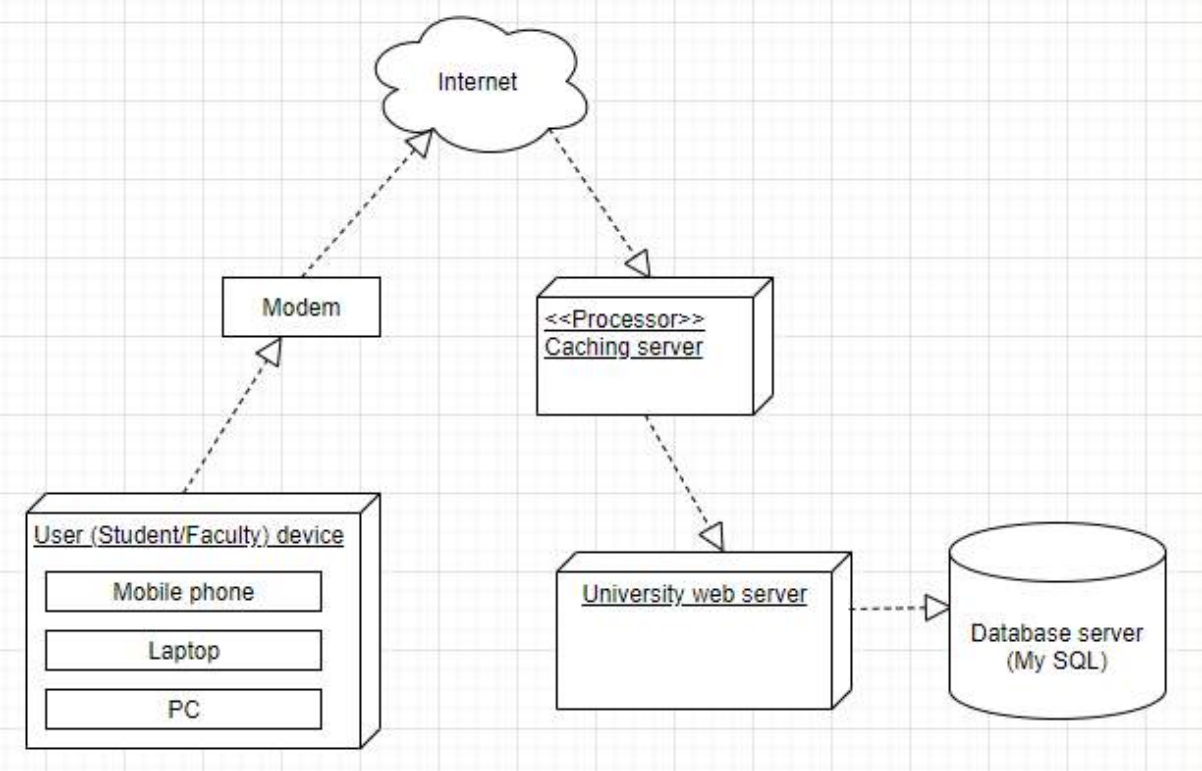 Internet
Modem
<<Processor>>
Caching server
User (Student/Faculty) device
Mobile phone
Laptop
PC
University web server
Database server
(My SQL)